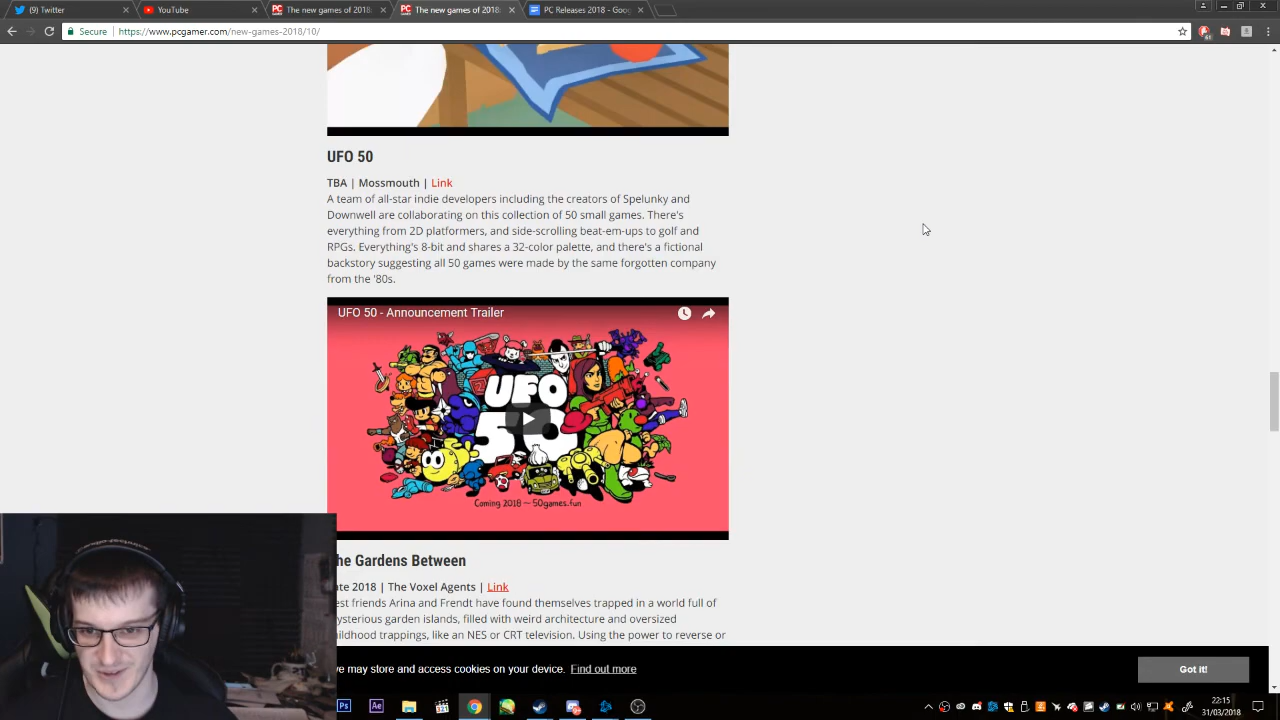 (9) Twitter
YouTube
The new games of 2018:
The new games of 2018:
PC Releases 2018 - Goog
Secure
https://www.pcgamer.com/new-games-2018/10/
UFO 50
TBA | Mossmouth | Link
A team of all-star indie developers including the creators of Spelunky and
Downwell are collaborating on this collection of 50 small games. There's
everything from 2D platformers, and side-scrolling beat-em-ups to golf and
RPGs. Everything's 8-bit and shares a 32-color palette, and there's a fictional
backstory suggesting all 50 games were made by the same forgotten company
from the '80s.
UFO 50 - Announcement Trailer
UFO
50
Coming 2018 ~ 50games.fun
he Gardens Between
ate 2018 | The Voxel Agents | Link
est friends Arina and Frendt have found themselves trapped in a world full of
ysterious garden islands, filled with weird architecture and oversized
hildhood trappings, like an NES or CRT television. Using the power to reverse or
we may store and access cookies on your device. Find out more
Got it!
Ps
Ae
22:15
31/03/2018